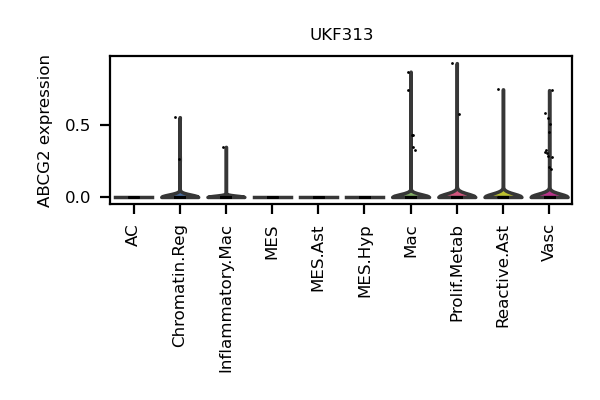 UKF313
ABCG2 expression
0.5
0.0
AC
Chromatin.Reg
Inflammatory.Mac
MES
MES.Ast
MES.Hyp
Mac
Prolif.Metab
Reactive.Ast
Vasc